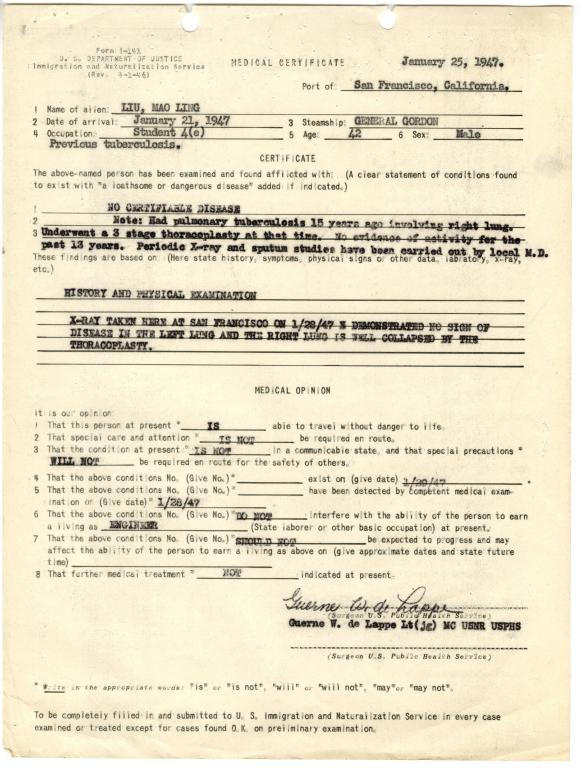 Form I-143
U. S. DEPARTMENT OF JUSTICE
Immigration and Naturalization Service
(Rev. 9-1-46)
MEDICAL CERTIFICATE
January 25, 1947.
Port of: San Francisco, California.
1 Name of alien: LIU, MAO LING
2 Date of arrival: January 21, 1947 3 Steamship: GENERAL GORDON
4 Occupation: Student 4(e) 5 Age: 42 6 Sex: Male
Previous tuberculosis.
CERTIFICATE
The above-named person has been examined and found afflicted with: (A clear statement of conditions found
to exist with "a loathsome or dangerous disease" added if indicated.)
1 NO CERTIFIABLE DISEASE
2 Note: Had pulmonary tuberculosis 15 years ago involving right lung.
3 Underwent a 3 stage thoracoplasty at that time. No evidence of activity for the
past 13 years. Periodic X-ray and sputum studies have been carried out by local M.D.
These findings are based on: (Here state history, symptoms, physical signs or other data, labratory, x-ray,
etc.)
HISTORY AND PHYSICAL EXAMINATION
X-RAY TAKEN HERE AT SAN FRANCISCO ON 1/28/47 DEMONSTRATED NO SIGN OF
DISEASE IN THE LEFT LUNG AND THE RIGHT LUNG IS WELL COLLAPSED BY THE
THORACOPLASTY.
MEDICAL OPINION
It is our opinion:
1 That this person at present * IS able to travel without danger to life.
2 That special care and attention * IS NOT be required en route.
3 That the condition at present * IS NOT in a communicable state, and that special precautions *
WILL NOT be required en route for the safety of others.
4 That the above conditions No. (Give No.)* exist on (give date) 1/28/47 *
5 That the above conditions No. (Give No.)* have been detected by competent medical exam-
ination on (Give date)* 1/28/47
6 That the above conditions No. (Give No.)* DO NOT interfere with the ability of the person to earn
a living as ENGINEER (State laborer or other basic occupation) at present.
7 That the above conditions No. (Give No.)* SHOULD NOT be expected to progress and may
affect the ability of the person to earn a living as above on (give approximate dates and state future
time)
8 That further medical treatment * NOT indicated at present.
Guerne W. de Lappe
(Surgeon U.S. Public Health Service)
Guerne W. de Lappe Lt(jg) MC USNR USPHS
(Surgeon U.S. Public Health Service)
* Write in the appropriate words: "is" or "is not", "will" or "will not", "may" or "may not".
To be completely filled in and submitted to U. S. Immigration and Naturalization Service in every case
examined or treated except for cases found O.K. on preliminary examination.